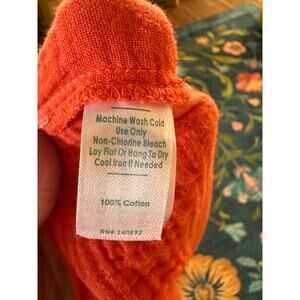 Machine Wash Cold
Use Only
Non-Chlorine Bleach
Lay Flat Or Hang To Dry
Cool Iron If Needed
100% Cotton
RN# 140672